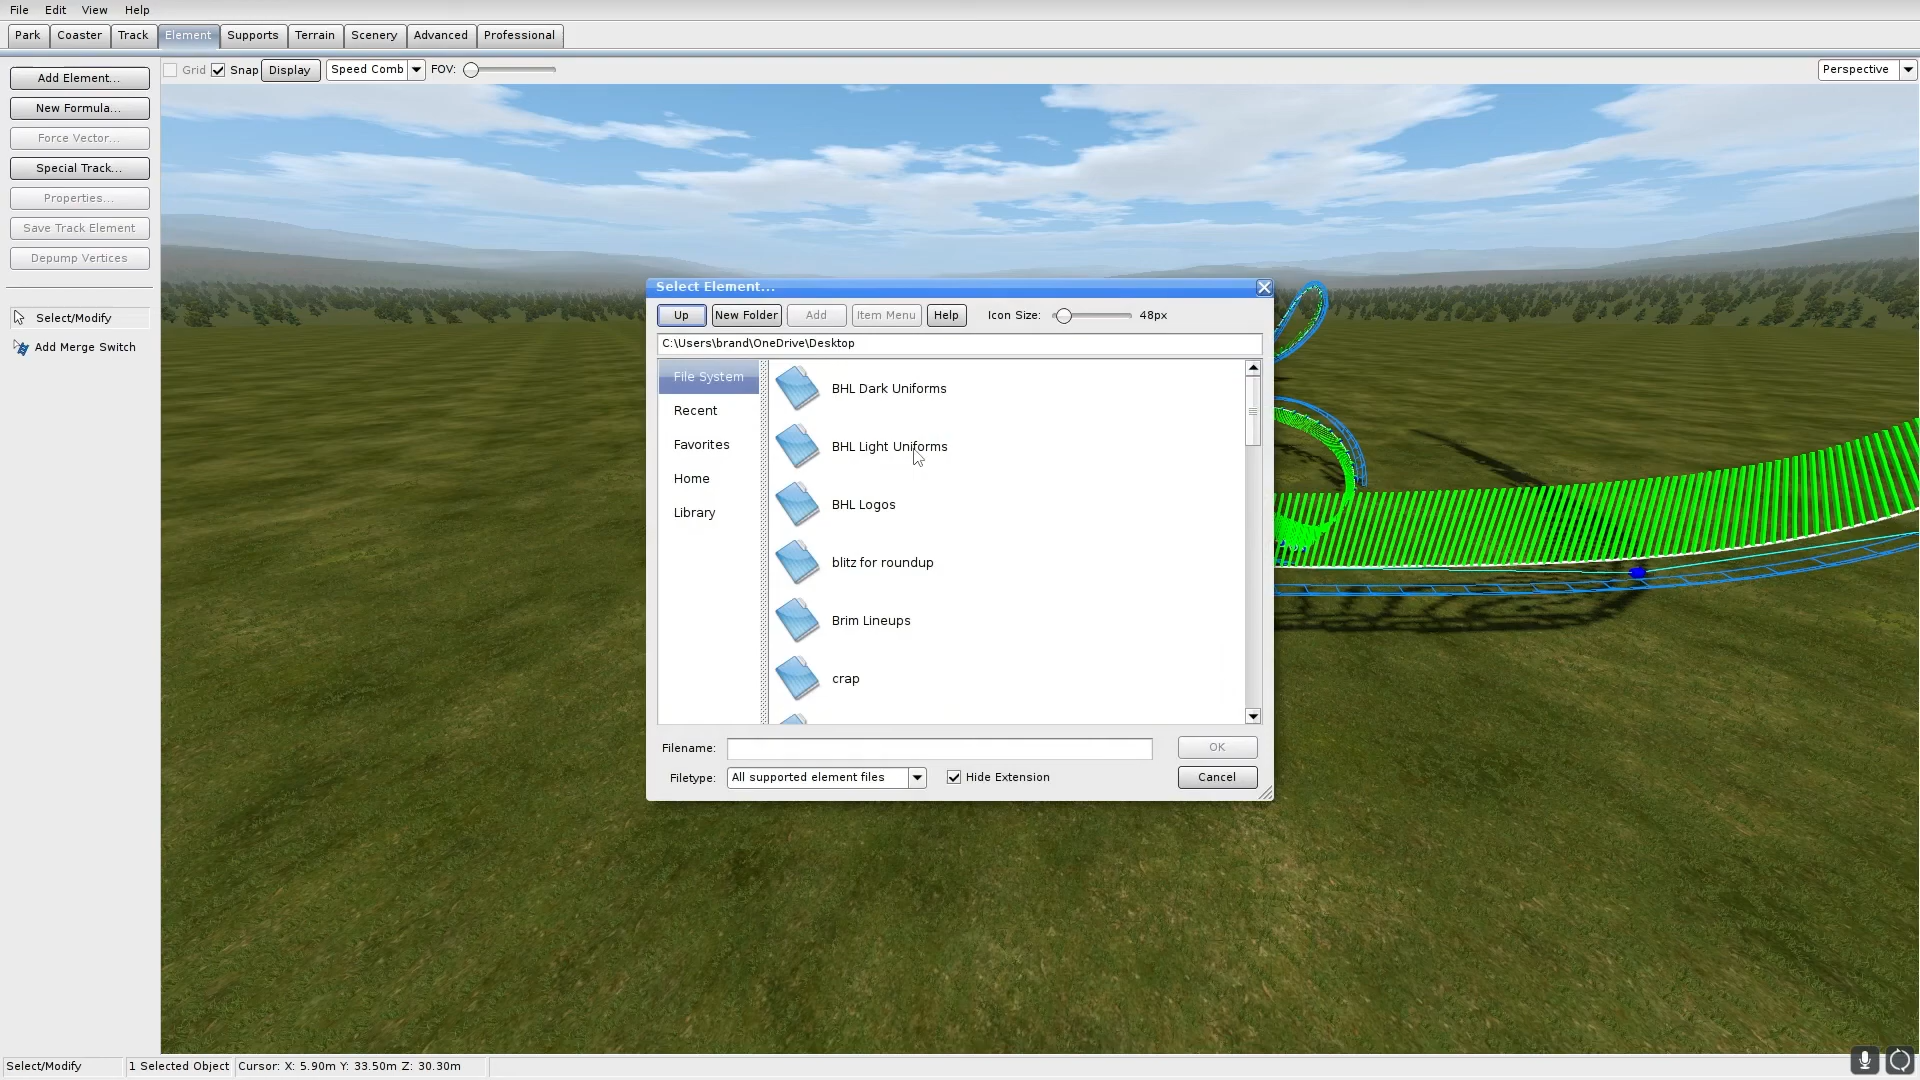 File Edit View Help
Park Coaster Track Element Supports Terrain Scenery Advanced Professional
Grid Snap Display Speed Comb FOV: Perspective
Add Element...
New Formula...
Force Vector...
Special Track...
Properties...
Save Track Element
Depump Vertices
Select/Modify
Add Merge Switch
Select Element...
Up New Folder Add Item Menu Help Icon Size: 48px
C:\Users\brand\OneDrive\Desktop
File System
Recent
Favorites
Home
Library
BHL Dark Uniforms
BHL Light Uniforms
BHL Logos
blitz for roundup
Brim Lineups
crap
Filename: OK
Filetype: All supported element files Hide Extension Cancel
Select/Modify 1 Selected Object Cursor: X: 5.90m Y: 33.50m Z: 30.30m